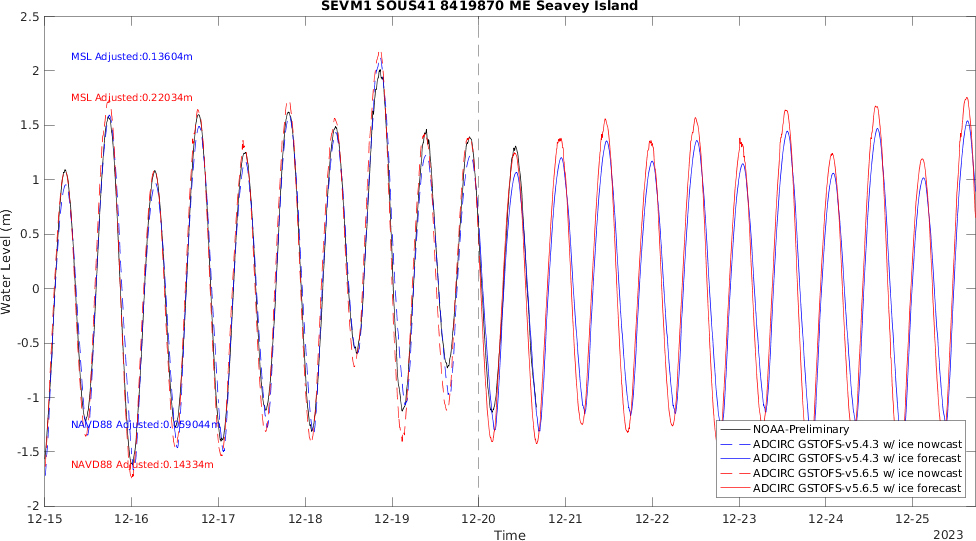 SEVM1 SOUS41 8419870 ME Seavey Island
2.5
2
1.5
1
0.5
0
-0.5
-1
-1.5
-2
Water Level (m)
MSL Adjusted:0.13604m
MSL Adjusted:0.22034m
NAVD88 Adjusted:0.059044m
NAVD88 Adjusted:0.14334m
NOAA-Preliminary
ADCIRC GSTOFS-v5.4.3 w/ ice nowcast
ADCIRC GSTOFS-v5.4.3 w/ ice forecast
ADCIRC GSTOFS-v5.6.5 w/ ice nowcast
ADCIRC GSTOFS-v5.6.5 w/ ice forecast
12-15 12-16 12-17 12-18 12-19 12-20 12-21 12-22 12-23 12-24 12-25
Time
2023